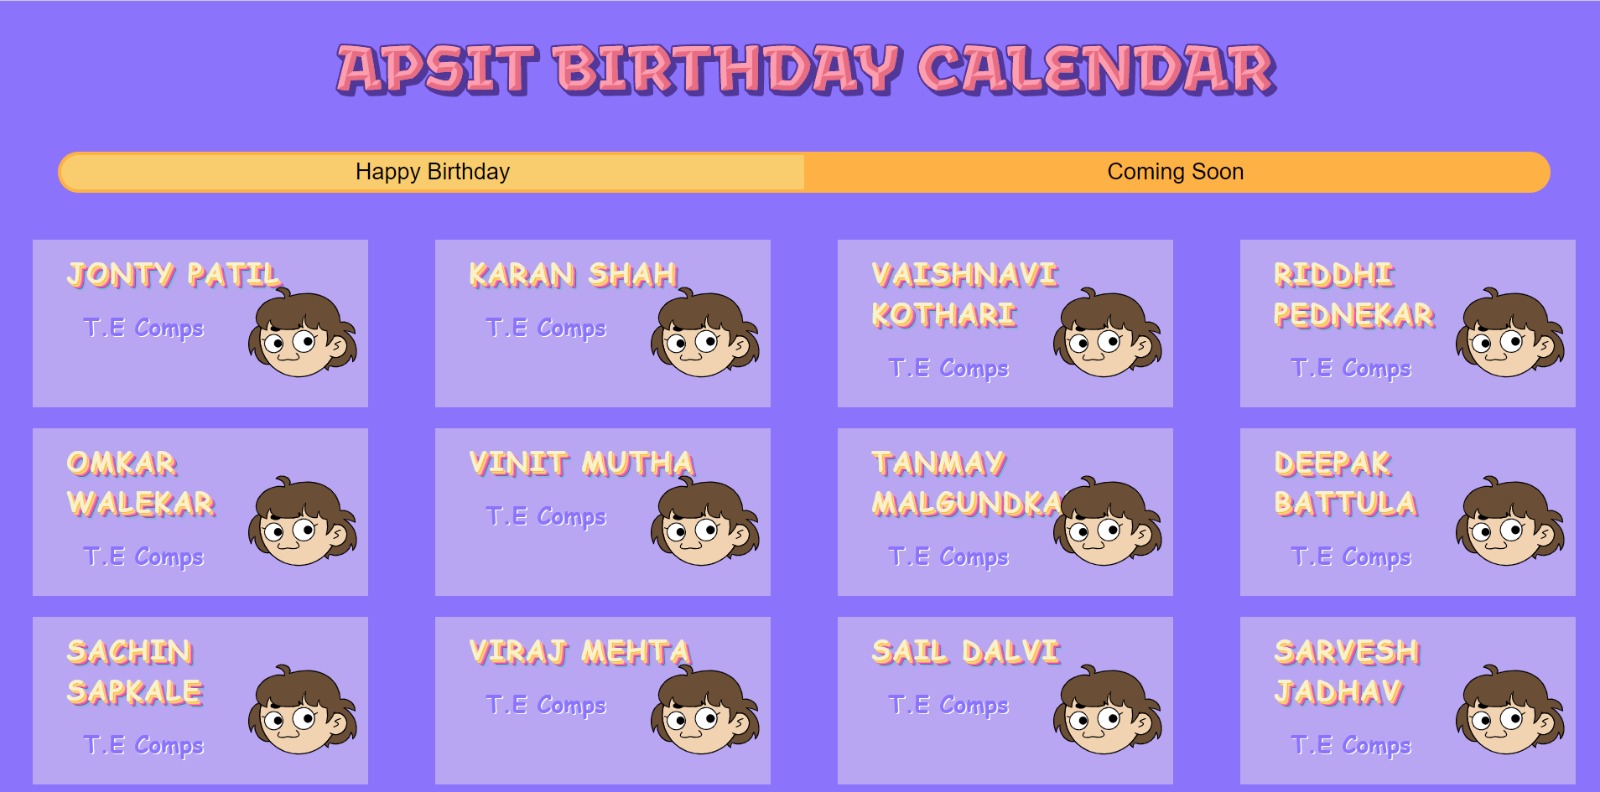 APSIT BIRTHDAY CALENDAR
Happy Birthday
Coming Soon
JONTY PATIL
T.E Comps
KARAN SHAH
T.E Comps
VAISHNAVI
KOTHARI
T.E Comps
RIDDHI
PEDNEKAR
T.E Comps
OMKAR
WALEKAR
T.E Comps
VINIT MUTHA
T.E Comps
TANMAY
MALGUNDKA
T.E Comps
DEEPAK
BATTULA
T.E Comps
SACHIN
SAPKALE
T.E Comps
VIRAJ MEHTA
T.E Comps
SAIL DALVI
T.E Comps
SARVESH
JADHAV
T.E Comps